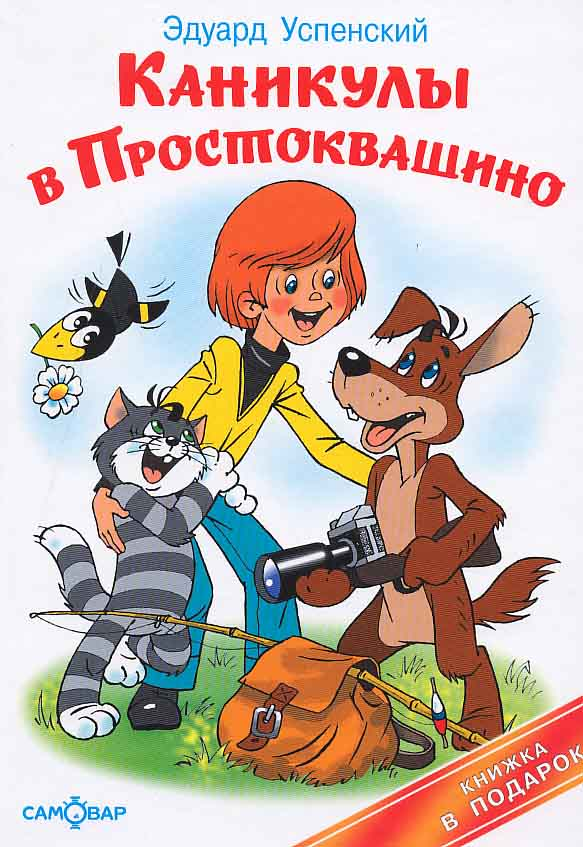 Эдуард Успенский
Каникулы
в Простоквашино
КНИЖКА
В ПОДАРОК
САМОВАР